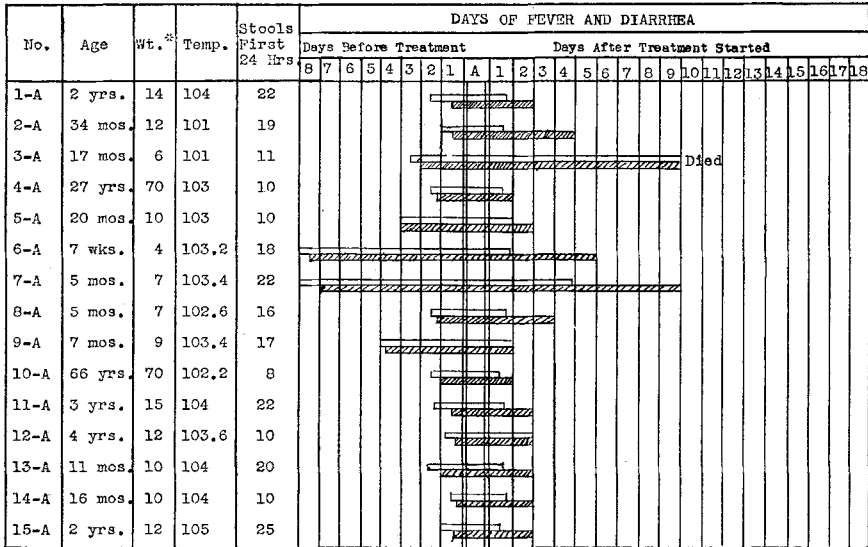 DAYS OF FEVER AND DIARRHEA
No. Age Wt.* Temp. Stools First 24 Hrs.
Days Before Treatment Days After Treatment Started
8 7 6 5 4 3 2 1 A 1 2 3 4 5 6 7 8 9 10 11 12 13 14 15 16 17 18
1-A 2 yrs. 14 104 22
2-A 34 mos. 12 101 19
3-A 17 mos. 6 101 11 Died
4-A 27 yrs. 70 103 10
5-A 20 mos. 10 103 10
6-A 7 wks. 4 103.2 18
7-A 5 mos. 7 103.4 22
8-A 5 mos. 7 102.6 16
9-A 7 mos. 9 103.4 17
10-A 66 yrs. 70 102.2 8
11-A 3 yrs. 15 104 22
12-A 4 yrs. 12 103.6 10
13-A 11 mos. 10 104 20
14-A 16 mos. 10 104 10
15-A 2 yrs. 12 105 25